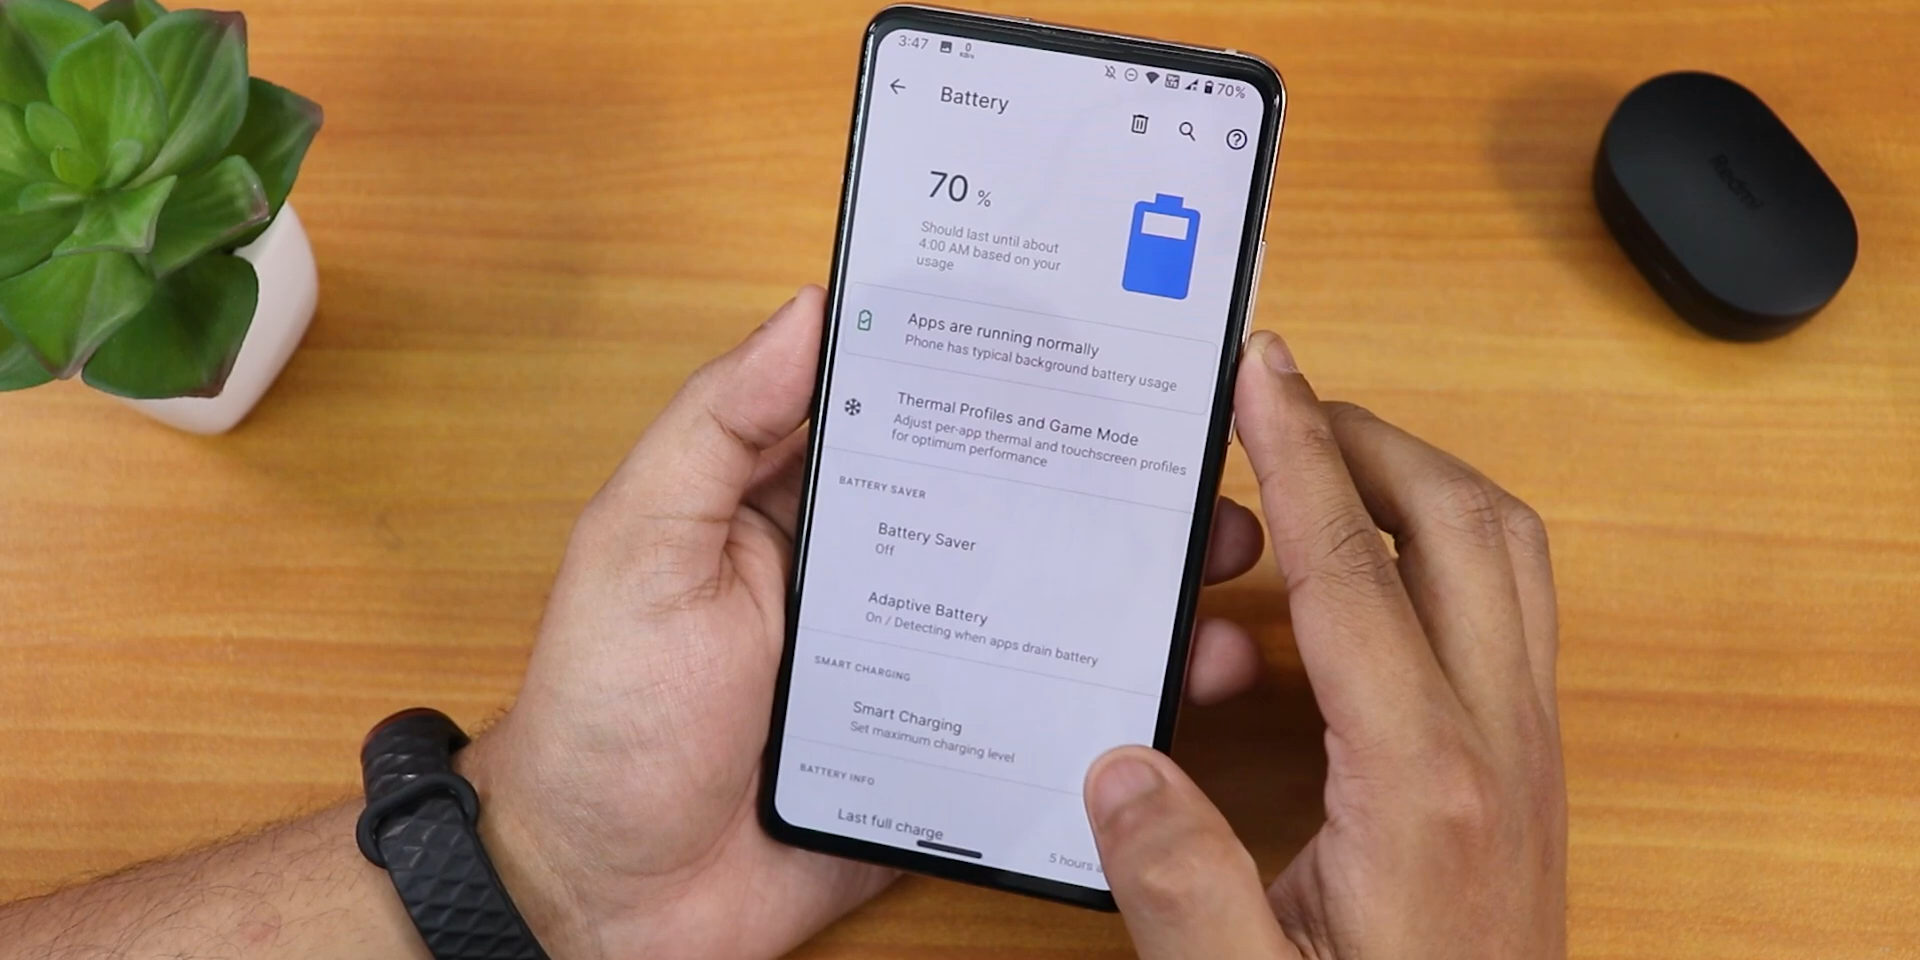 3:47
0
KB/s
70%
Battery
70 %
Should last until about
4:00 AM based on your
usage
Apps are running normally
Phone has typical background battery usage
Thermal Profiles and Game Mode
Adjust per-app thermal and touchscreen profiles
for optimum performance
BATTERY SAVER
Battery Saver
Off
Adaptive Battery
On / Detecting when apps drain battery
SMART CHARGING
Smart Charging
Set maximum charging level
BATTERY INFO
Last full charge
5 hours
Redmi